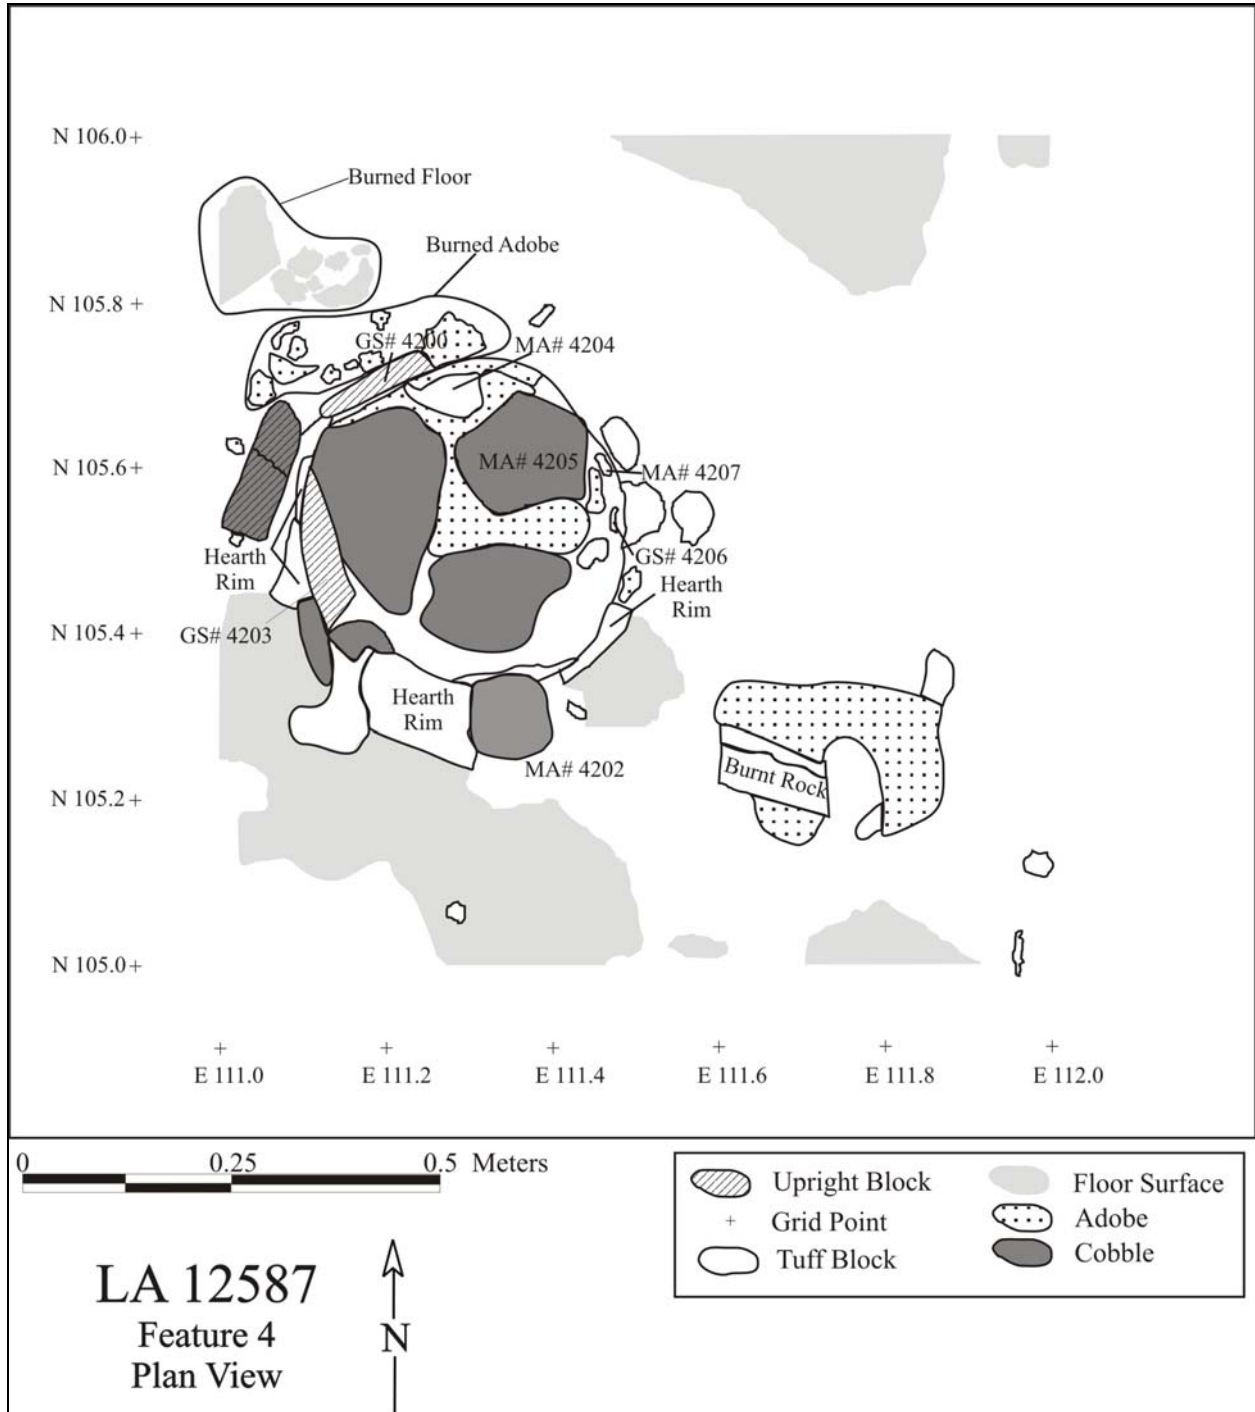 N 106.0
Burned Floor
Burned Adobe
N 105.8
GS# 4200
MA# 4204
N 105.6
MA# 4205
MA# 4207
Hearth
Rim
GS# 4206
Hearth
Rim
N 105.4
GS# 4203
Hearth
Rim
MA# 4202
Burnt Rock
N 105.2
N 105.0
E 111.0
E 111.2
E 111.4
E 111.6
E 111.8
E 112.0
0 0.25 0.5 Meters
Upright Block
Grid Point
Tuff Block
Floor Surface
Adobe
Cobble
LA 12587
Feature 4
Plan View
N